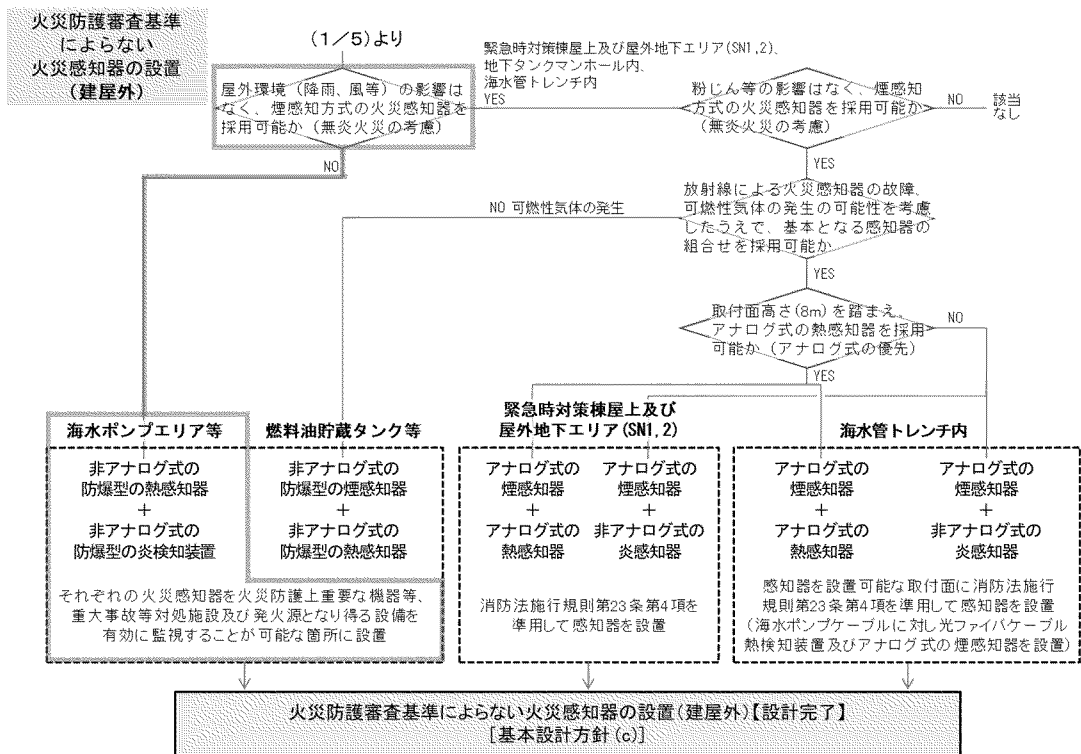 火災防護審査基準
によらない
火災感知器の設置
(建屋外)
(1/5)より
屋外環境(降雨、風等)の影響は
なく、煙感知方式の火災感知器を
採用可能か(無炎火災の考慮)
YES
緊急時対策棟屋上及び屋外地下エリア(SN1,2)、
地下タンクマンホール内、
海水管トレンチ内
粉じん等の影響はなく、煙感知
方式の火災感知器を採用可能か
(無炎火災の考慮)
NO
該当
なし
NO
YES
放射線による火災感知器の故障、
可燃性気体の発生の可能性を考慮
したうえで、基本となる感知器の
組合せを採用可能か
NO 可燃性気体の発生
YES
取付面高さ(8m)を踏まえ、
アナログ式の熱感知器を採用
可能か(アナログ式の優先)
NO
YES
海水ポンプエリア等
非アナログ式の
防爆型の熱感知器
+
非アナログ式の
防爆型の炎検知装置
燃料油貯蔵タンク等
非アナログ式の
防爆型の煙感知器
+
非アナログ式の
防爆型の熱感知器
それぞれの火災感知器を火災防護上重要な機器等、
重大事故等対処施設及び発火源となり得る設備を
有効に監視することが可能な箇所に設置
緊急時対策棟屋上及び
屋外地下エリア(SN1,2)
アナログ式の
煙感知器
+
アナログ式の
熱感知器
アナログ式の
煙感知器
+
非アナログ式の
炎感知器
消防法施行規則第23条第4項を
準用して感知器を設置
海水管トレンチ内
アナログ式の
煙感知器
+
アナログ式の
熱感知器
アナログ式の
煙感知器
+
非アナログ式の
炎感知器
感知器を設置可能な取付面に消防法施行
規則第23条第4項を準用して感知器を設置
(海水ポンプケーブルに対し光ファイバケーブル
熱検知装置及びアナログ式の煙感知器を設置)
火災防護審査基準によらない火災感知器の設置(建屋外)【設計完了】
[基本設計方針(c)]